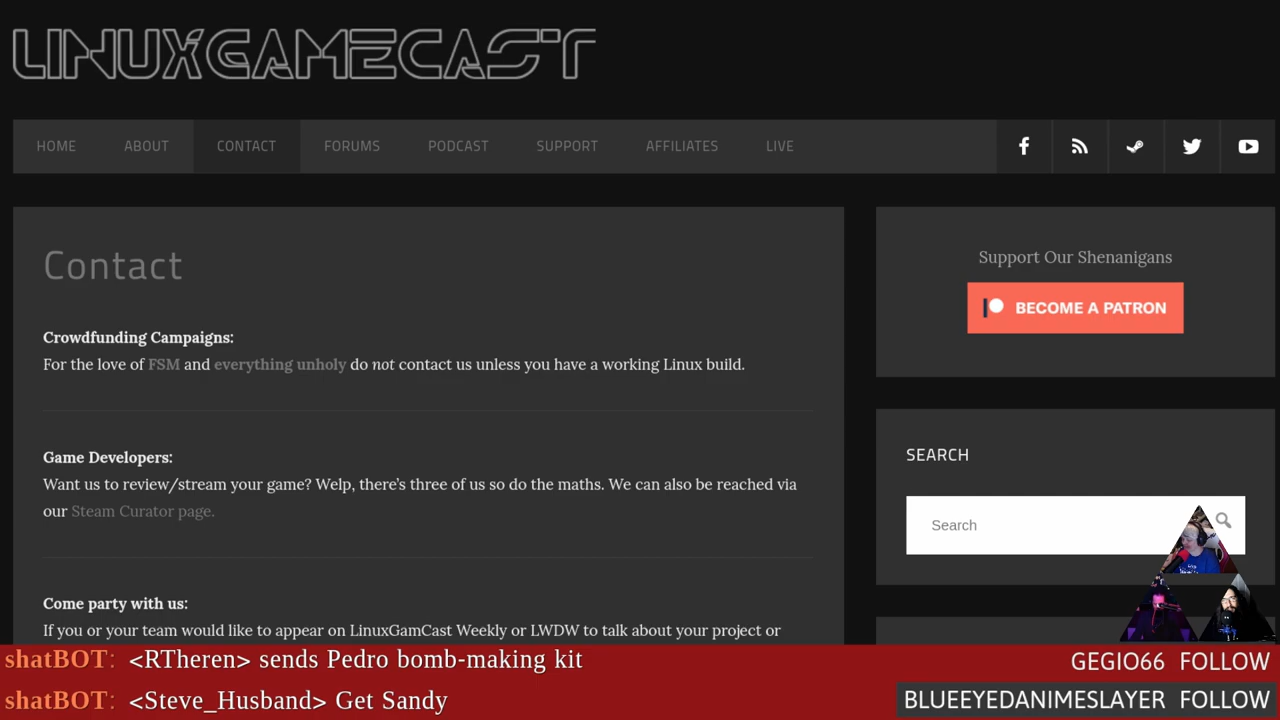 LINUXGAMECAST
HOME ABOUT CONTACT FORUMS PODCAST SUPPORT AFFILIATES LIVE
Contact
Crowdfunding Campaigns:
For the love of FSM and everything unholy do not contact us unless you have a working Linux build.
Game Developers:
Want us to review/stream your game? Welp, there's three of us so do the maths. We can also be reached via
our Steam Curator page.
Come party with us:
If you or your team would like to appear on LinuxGamCast Weekly or LWDW to talk about your project or
Support Our Shenanigans
BECOME A PATRON
SEARCH
Search
shatBOT: <RTheren> sends Pedro bomb-making kit
shatBOT: <Steve_Husband> Get Sandy
GEGIO66 FOLLOW
BLUEEYEDANIMESLAYER FOLLOW